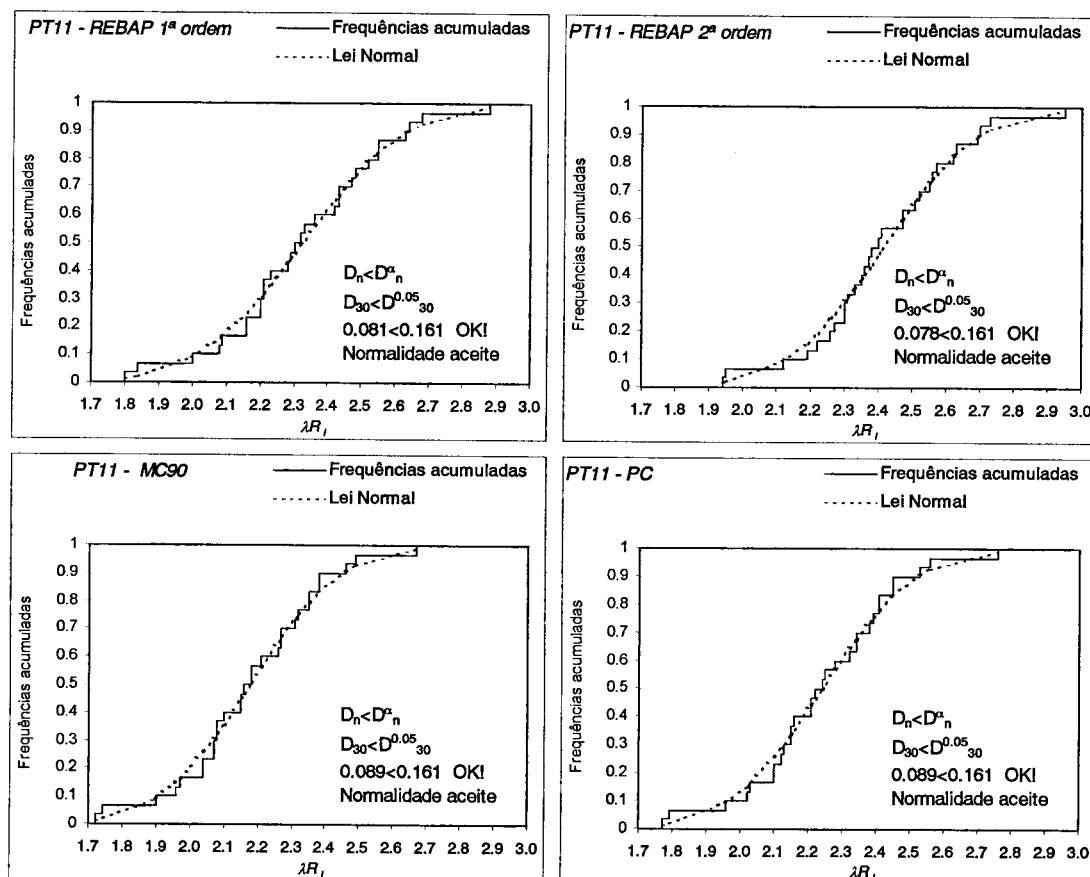 PT11 - REBAP 1ª ordem
Frequências acumuladas
Lei Normal
Frequências acumuladas
1
0.9
0.8
0.7
0.6
0.5
0.4
0.3
0.2
0.1
0
Dn<Dαn
D30<D0.05 30
0.081<0.161 OK!
Normalidade aceite
1.7 1.8 1.9 2.0 2.1 2.2 2.3 2.4 2.5 2.6 2.7 2.8 2.9 3.0
λR I
PT11 - REBAP 2ª ordem
Frequências acumuladas
Lei Normal
Frequências acumuladas
1
0.9
0.8
0.7
0.6
0.5
0.4
0.3
0.2
0.1
0
Dn<Dαn
D30<D0.05 30
0.078<0.161 OK!
Normalidade aceite
1.7 1.8 1.9 2.0 2.1 2.2 2.3 2.4 2.5 2.6 2.7 2.8 2.9 3.0
λR I
PT11 - MC90
Frequências acumuladas
Lei Normal
Frequências acumuladas
1
0.9
0.8
0.7
0.6
0.5
0.4
0.3
0.2
0.1
0
Dn<Dαn
D30<D0.05 30
0.089<0.161 OK!
Normalidade aceite
1.7 1.8 1.9 2.0 2.1 2.2 2.3 2.4 2.5 2.6 2.7 2.8 2.9 3.0
λR I
PT11 - PC
Frequências acumuladas
Lei Normal
Frequências acumuladas
1
0.9
0.8
0.7
0.6
0.5
0.4
0.3
0.2
0.1
0
Dn<Dαn
D30<D0.05 30
0.089<0.161 OK!
Normalidade aceite
1.7 1.8 1.9 2.0 2.1 2.2 2.3 2.4 2.5 2.6 2.7 2.8 2.9 3.0
λR I